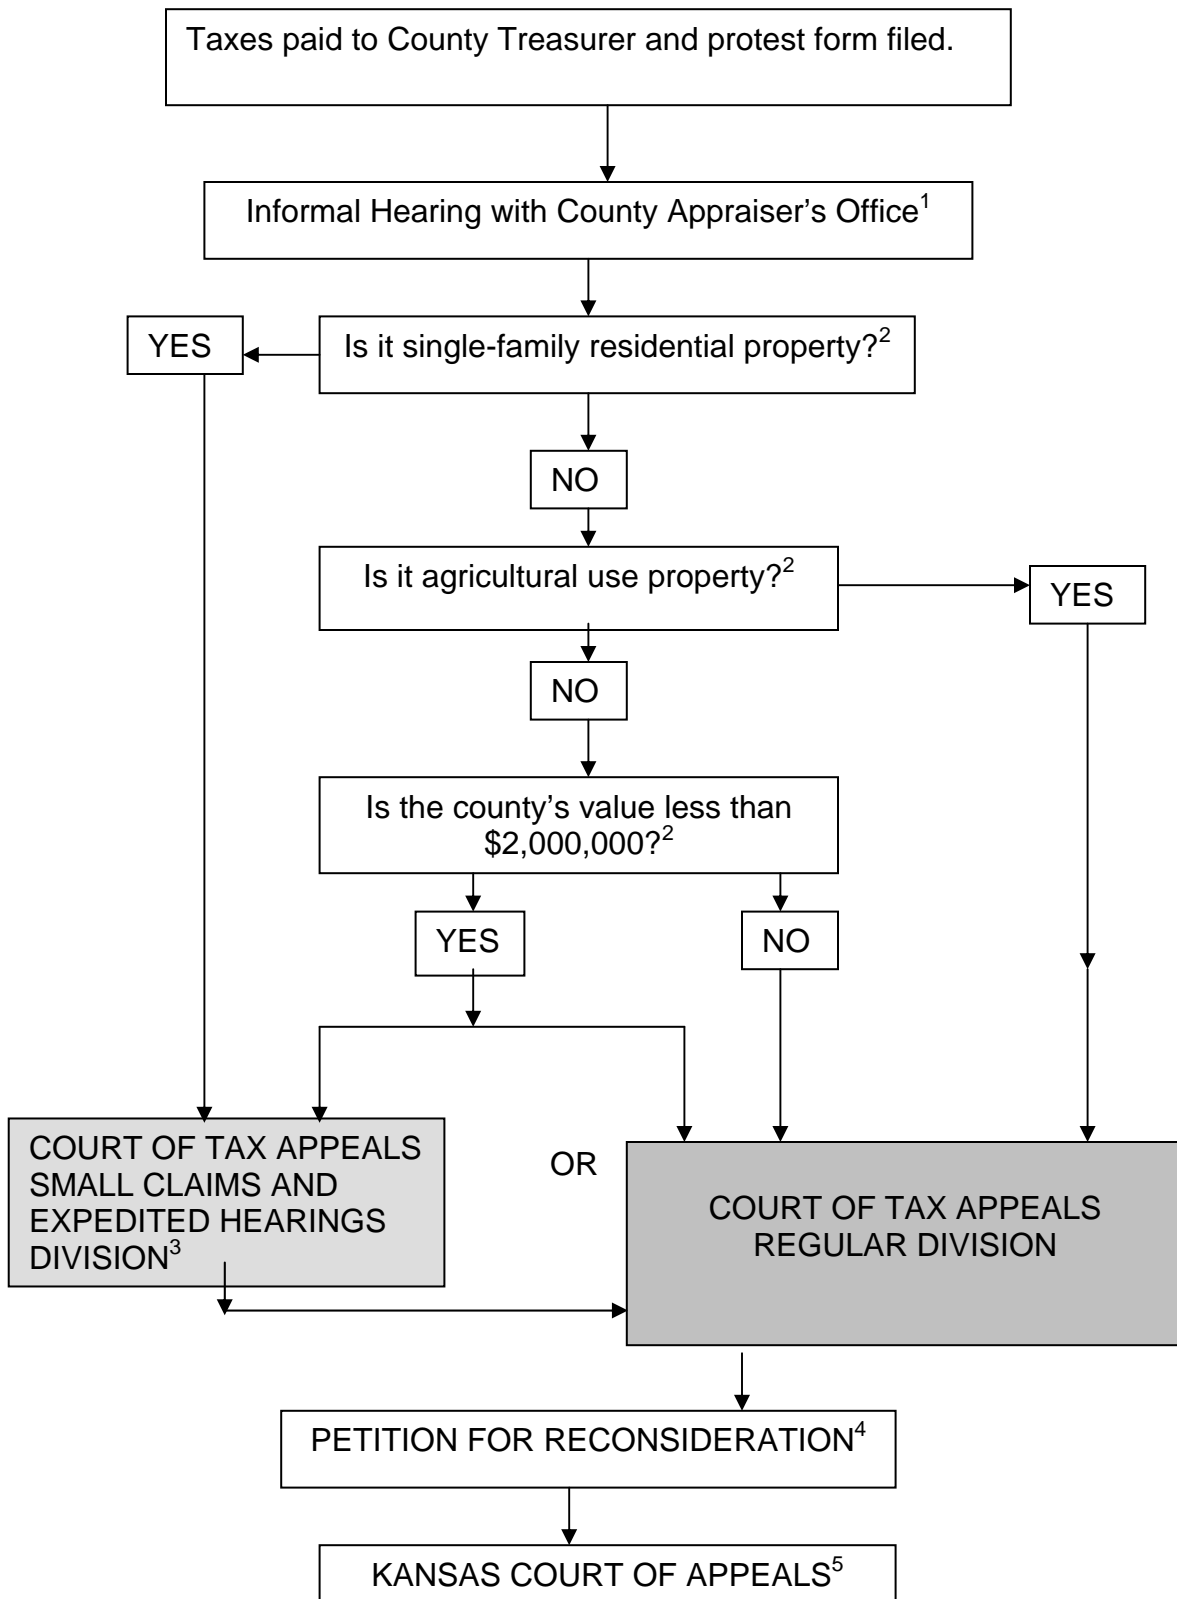 Taxes paid to County Treasurer and protest form filed.
Informal Hearing with County Appraiser’s Office¹
YES
Is it single-family residential property?²
NO
Is it agricultural use property?²
YES
NO
Is the county’s value less than
$2,000,000?²
YES
NO
COURT OF TAX APPEALS
SMALL CLAIMS AND
EXPEDITED HEARINGS
DIVISION³
OR
COURT OF TAX APPEALS
REGULAR DIVISION
PETITION FOR RECONSIDERATION⁴
KANSAS COURT OF APPEALS⁵